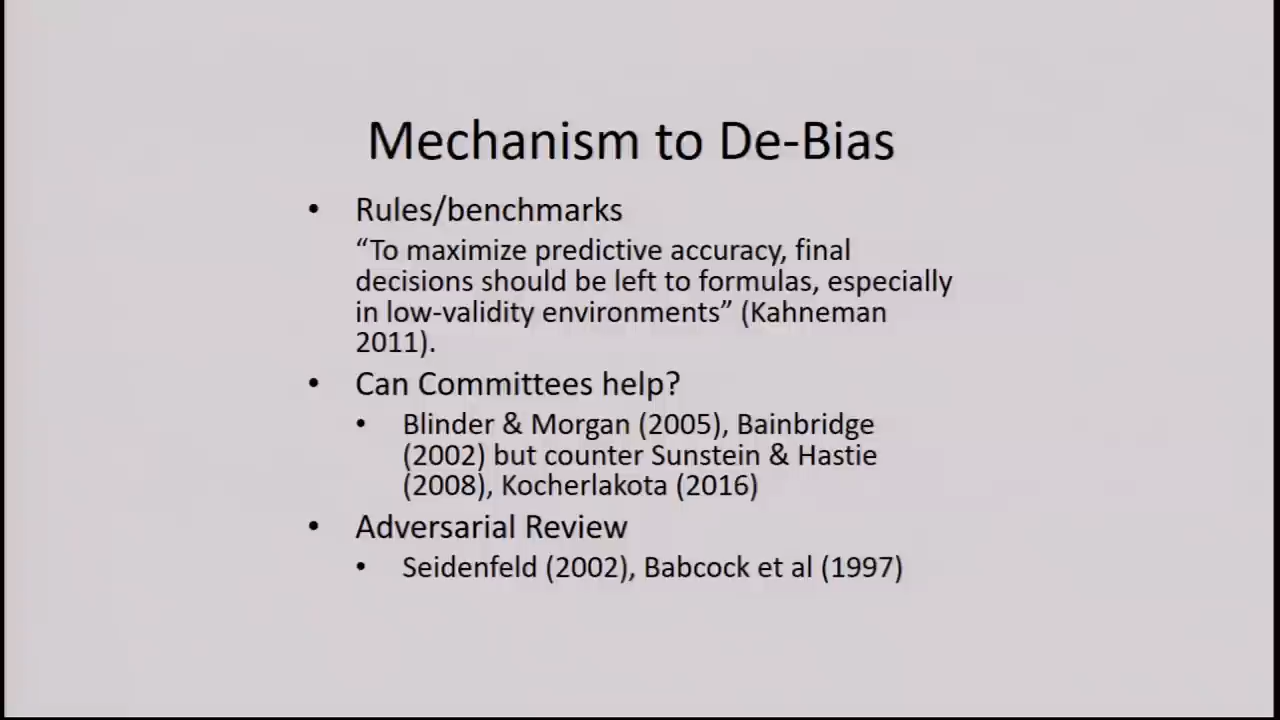 Mechanism to De-Bias
• Rules/benchmarks
“To maximize predictive accuracy, final
decisions should be left to formulas, especially
in low-validity environments” (Kahneman
2011).
• Can Committees help?
• Blinder & Morgan (2005), Bainbridge
(2002) but counter Sunstein & Hastie
(2008), Kocherlakota (2016)
• Adversarial Review
• Seidenfeld (2002), Babcock et al (1997)